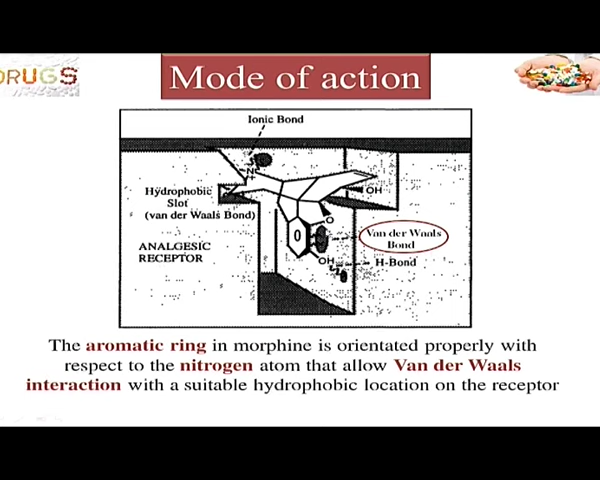 DRUGS
Mode of action
Ionic Bond
N
Hydrophobic
Slot
(van der Waals Bond)
OH
O
Van der Waals
Bond
ANALGESIC
RECEPTOR
OH
H-Bond
The aromatic ring in morphine is orientated properly with
respect to the nitrogen atom that allow Van der Waals
interaction with a suitable hydrophobic location on the receptor